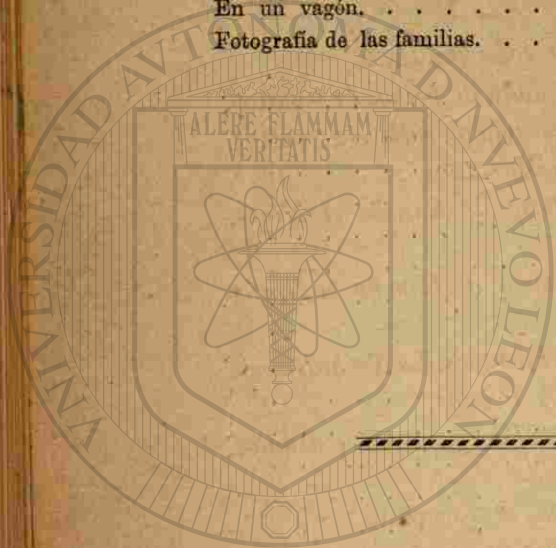 En un vagón. . . . . . .
Fotografía de las familias. . .
ALERE FLAMMAM
VERITATIS
UNIVERSIDAD AUTÓNOMA DE NUEVO LEÓN